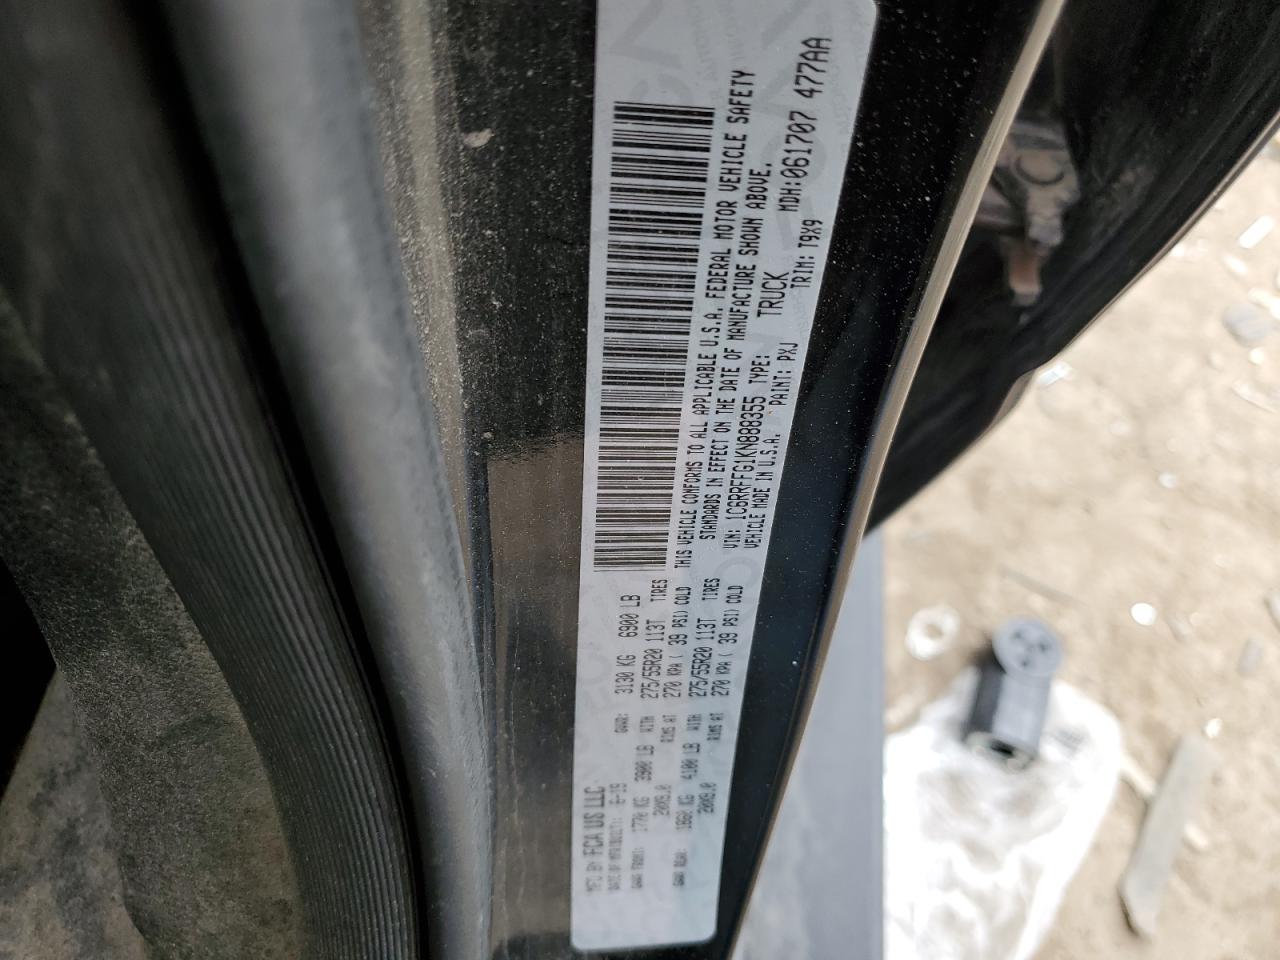 MFD BY FCA US LLC
DATE OF MFR(BUILT): 6-19 GVWR: 3130 KG 6900 LB
GAWR FRONT: 1770 KG 3900 LB WITH 275/55R20 113T TIRES
20X9.0 RIMS AT 270 KPA ( 39 PSI) COLD
GAWR REAR: 1860 KG 4100 LB WITH 275/55R20 113T TIRES
20X9.0 RIMS AT 270 KPA ( 39 PSI) COLD
THIS VEHICLE CONFORMS TO ALL APPLICABLE U.S.A. FEDERAL MOTOR VEHICLE SAFETY
STANDARDS IN EFFECT ON THE DATE OF MANUFACTURE SHOWN ABOVE.
VIN: 1C6RRFFG1KN888355 TYPE: TRUCK MDH:061707 477AA
VEHICLE MADE IN U.S.A. PAINT: PXJ TRIM: T9X9